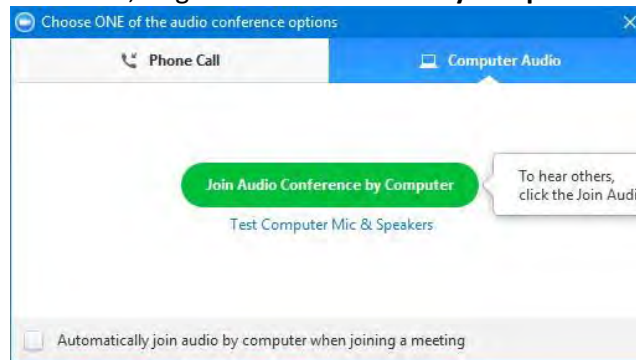 Choose ONE of the audio conference options
Phone Call
Computer Audio
Join Audio Conference by Computer
To hear others,
click the Join Audi
Test Computer Mic & Speakers
Automatically join audio by computer when joining a meeting